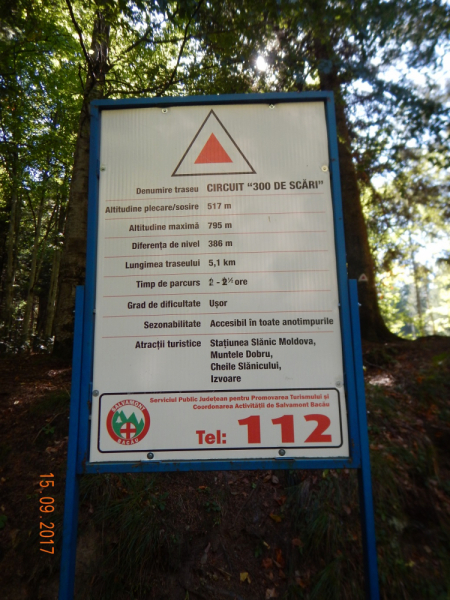 Denumire traseu CIRCUIT "300 DE SCĂRI"
Altitudine plecare/sosire 517 m
Altitudine maximă 795 m
Diferența de nivel 386 m
Lungimea traseului 5,1 km
Timp de parcurs 2 - 2½ ore
Grad de dificultate Ușor
Sezonabilitate Accesibil în toate anotimpurile
Atracții turistice Stațiunea Slănic Moldova,
Muntele Dobru,
Cheile Slănicului,
Izvoare
Serviciul Public Județean pentru Promovarea Turismului și
Coordonarea Activității de Salvamont Bacău
SALVAMONT
BACĂU
Tel: 112
15.09.2017